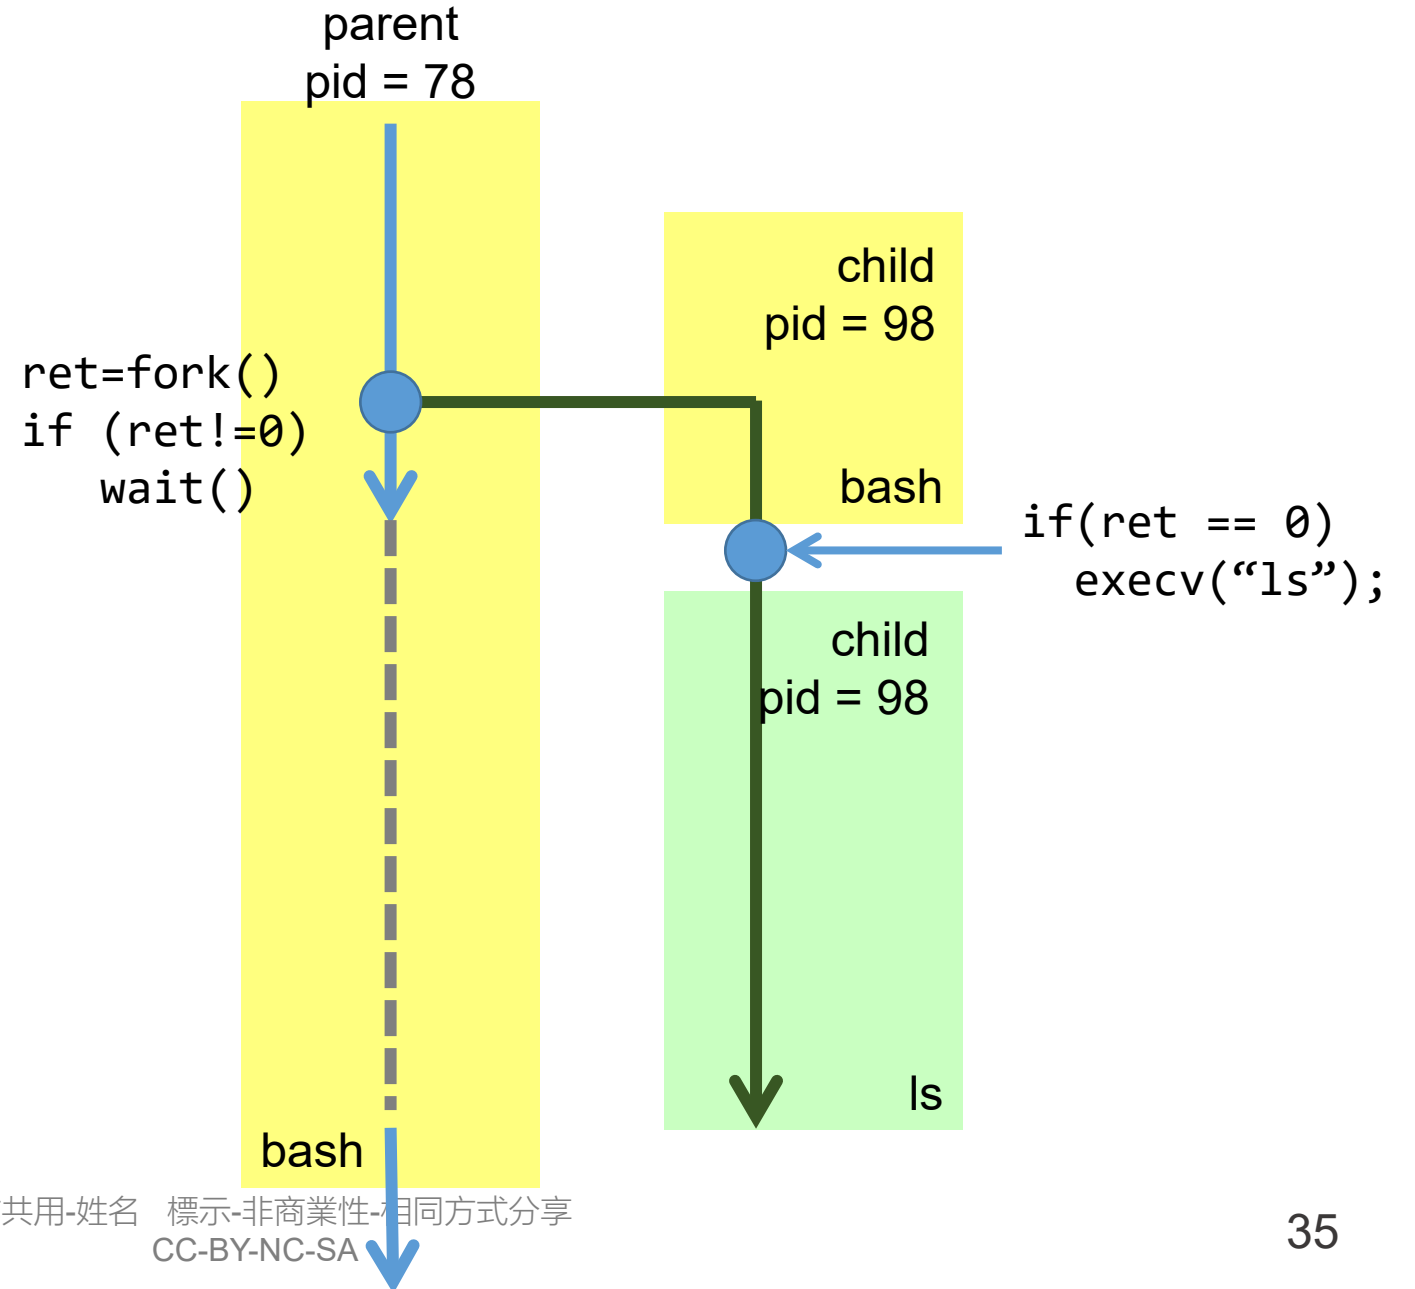 parent
pid = 78
child
pid = 98
ret=fork()
if (ret!=0)
wait()
bash
if(ret == 0)
execv(“ls”);
child
pid = 98
ls
bash
共用-姓名 標示-非商業性-相同方式分享
CC-BY-NC-SA
35